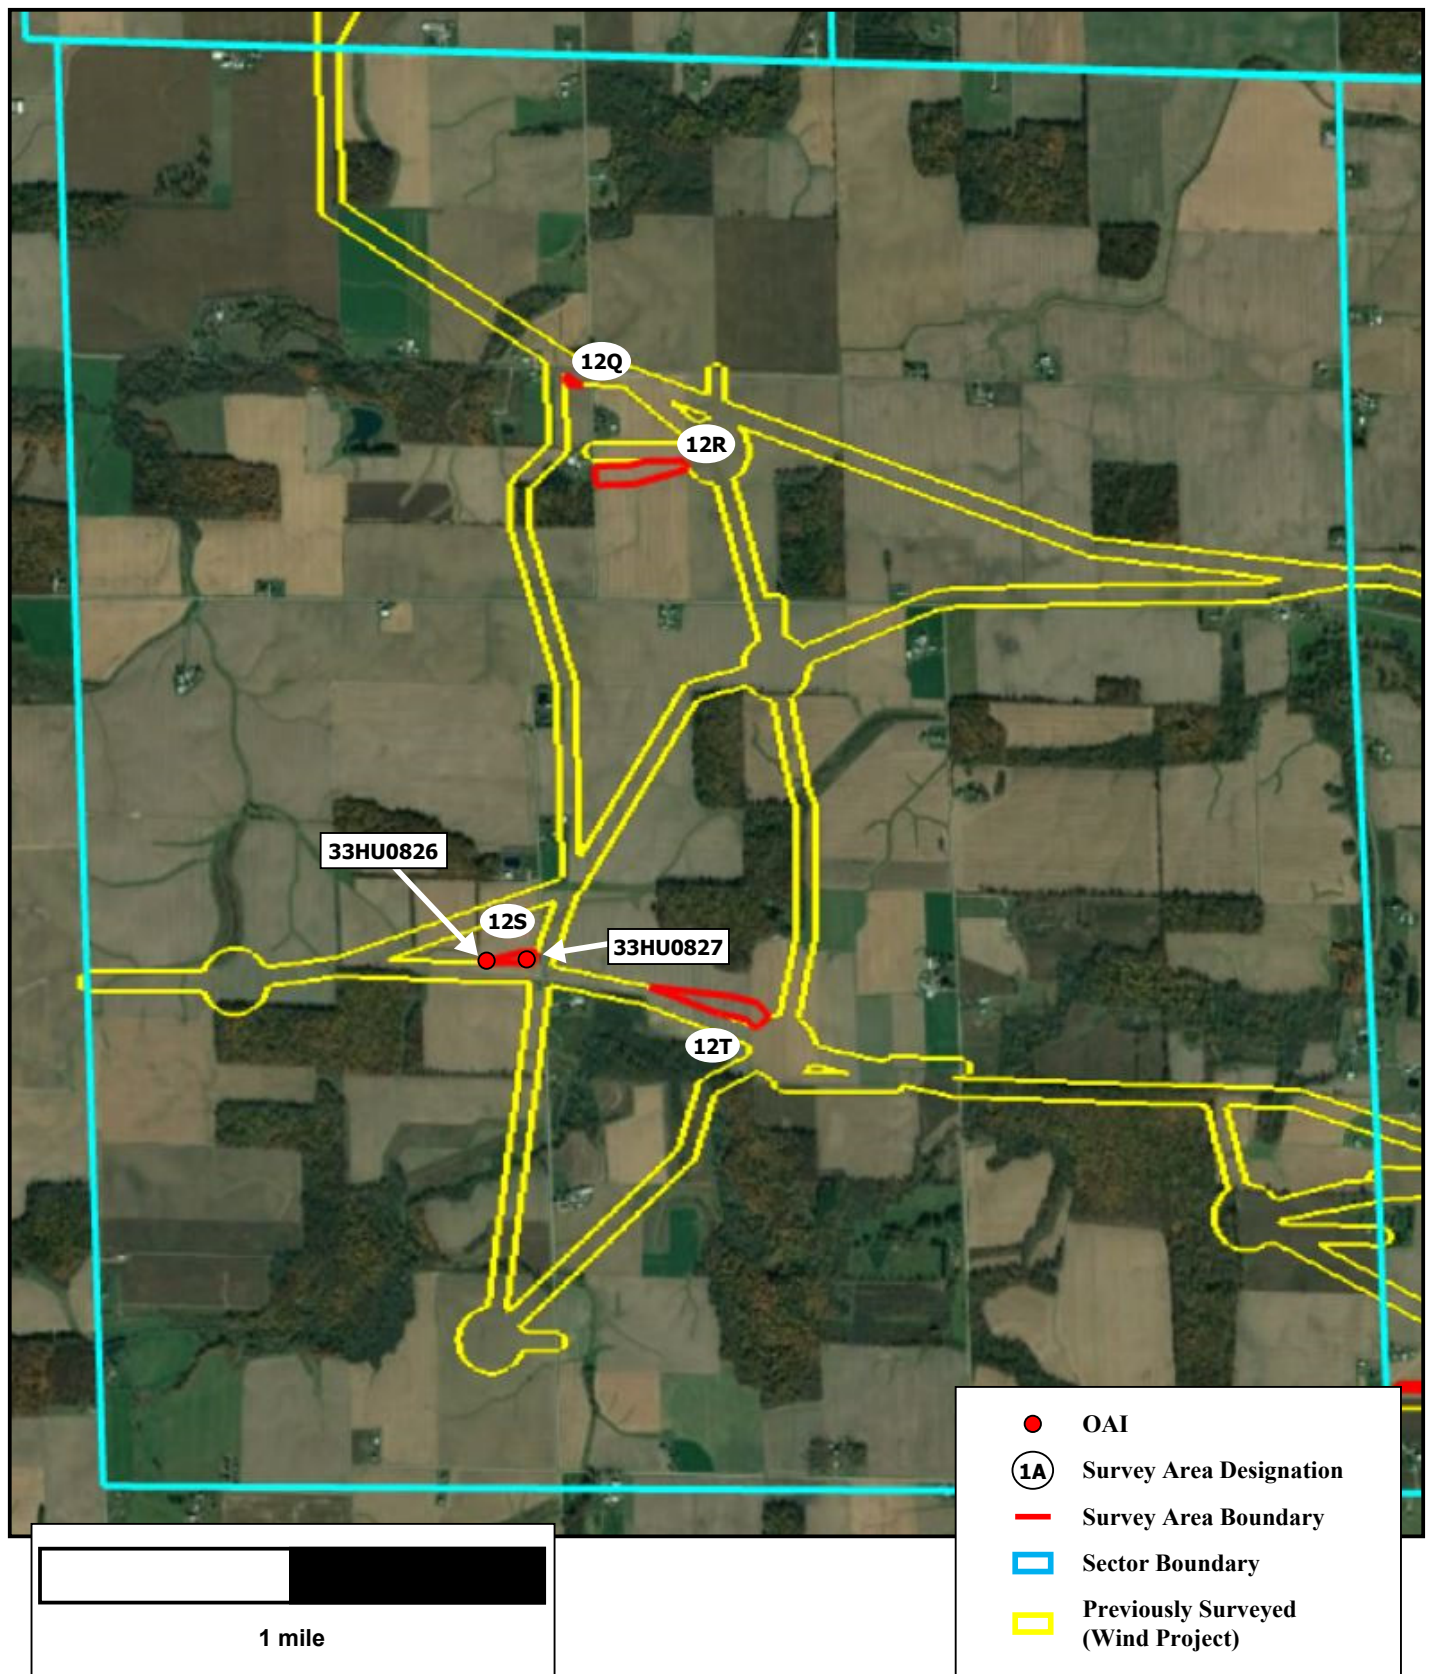 12Q
12R
33HU0826
12S
33HU0827
12T
OAI
1A Survey Area Designation
Survey Area Boundary
Sector Boundary
Previously Surveyed
(Wind Project)
1 mile